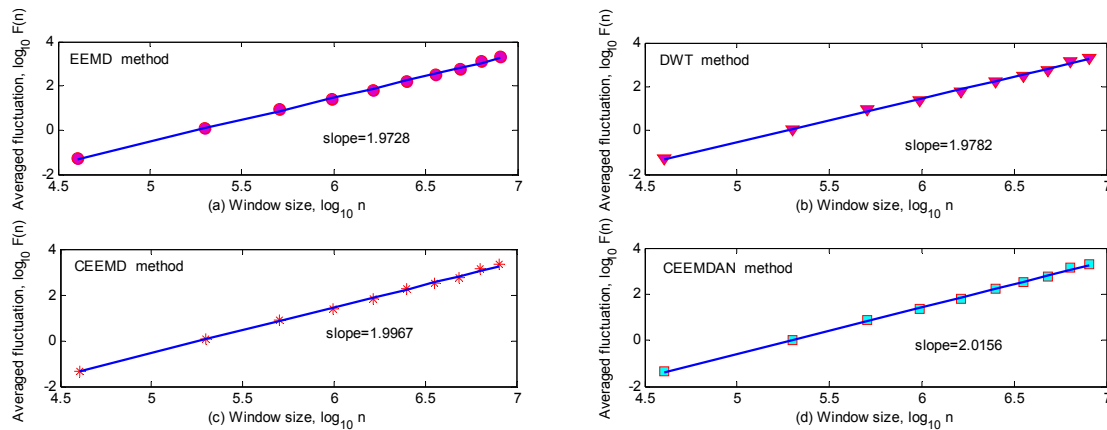 Averaged fluctuation, log10 F(n)
4
2
0
-2
EEMD method
slope=1.9728
4.5 5 5.5 6 6.5 7
(a) Window size, log10 n
Averaged fluctuation, log10 F(n)
4
2
0
-2
DWT method
slope=1.9782
4.5 5 5.5 6 6.5 7
(b) Window size, log10 n
Averaged fluctuation, log10 F(n)
4
2
0
-2
CEEMD method
slope=1.9967
4.5 5 5.5 6 6.5 7
(c) Window size, log10 n
Averaged fluctuation, log10 F(n)
4
2
0
-2
CEEMDAN method
slope=2.0156
4.5 5 5.5 6 6.5 7
(d) Window size, log10 n